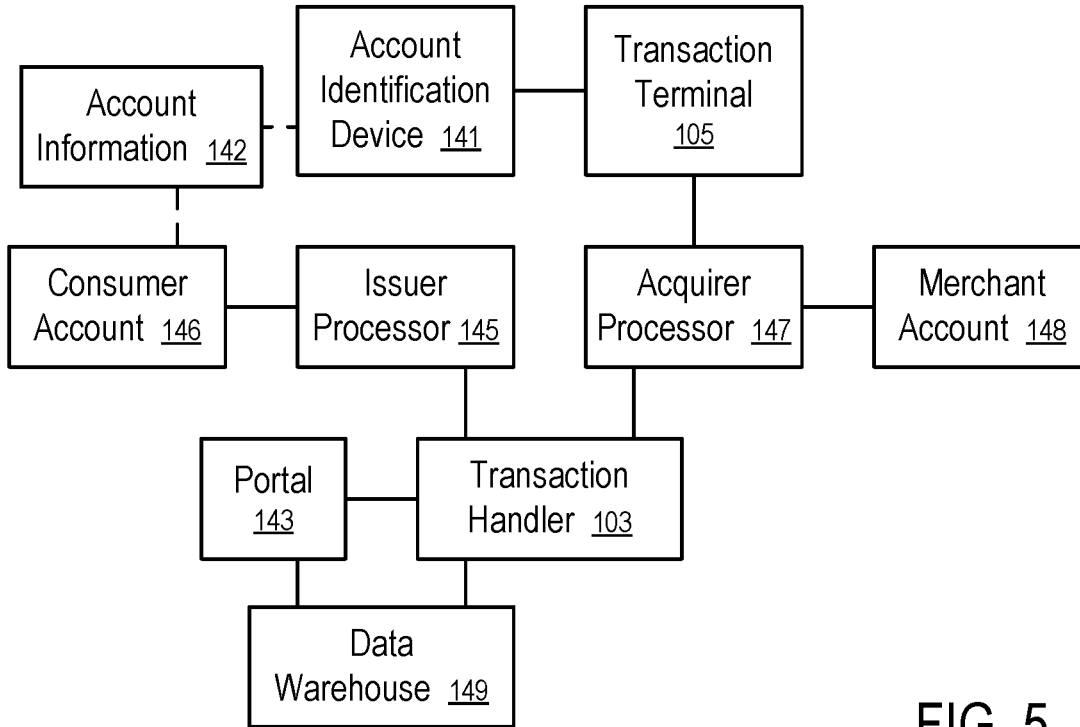 Account
Identification
Device 141
Transaction
Terminal
105
Account
Information 142
Consumer
Account 146
Issuer
Processor 145
Acquirer
Processor 147
Merchant
Account 148
Portal
143
Transaction
Handler 103
Data
Warehouse 149
FIG. 5